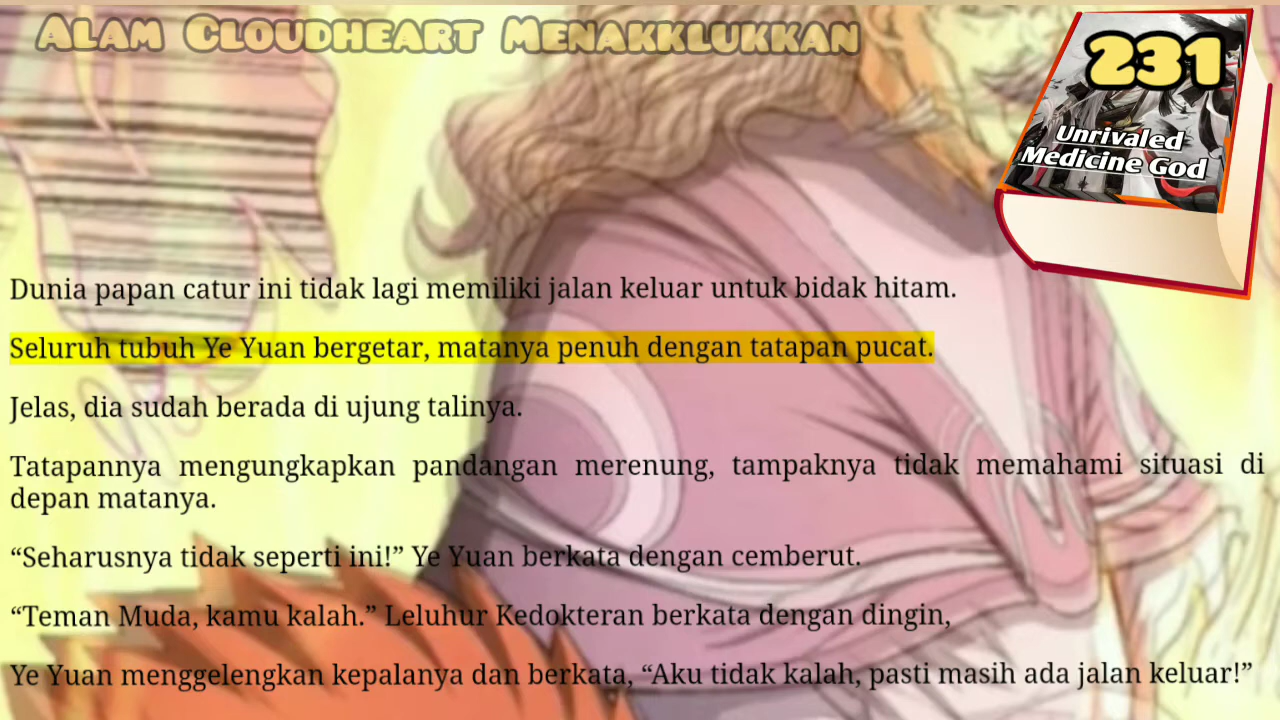 Alam Cloudheart Menakklukkan
231
Unrivaled
Medicine God
Dunia papan catur ini tidak lagi memiliki jalan keluar untuk bidak hitam.
Seluruh tubuh Ye Yuan bergetar, matanya penuh dengan tatapan pucat.
Jelas, dia sudah berada di ujung talinya.
Tatapannya mengungkapkan pandangan merenung, tampaknya tidak memahami situasi di
depan matanya.
“Seharusnya tidak seperti ini!” Ye Yuan berkata dengan cemberut.
“Teman Muda, kamu kalah.” Leluhur Kedokteran berkata dengan dingin,
Ye Yuan menggelengkan kepalanya dan berkata, “Aku tidak kalah, pasti masih ada jalan keluar!”